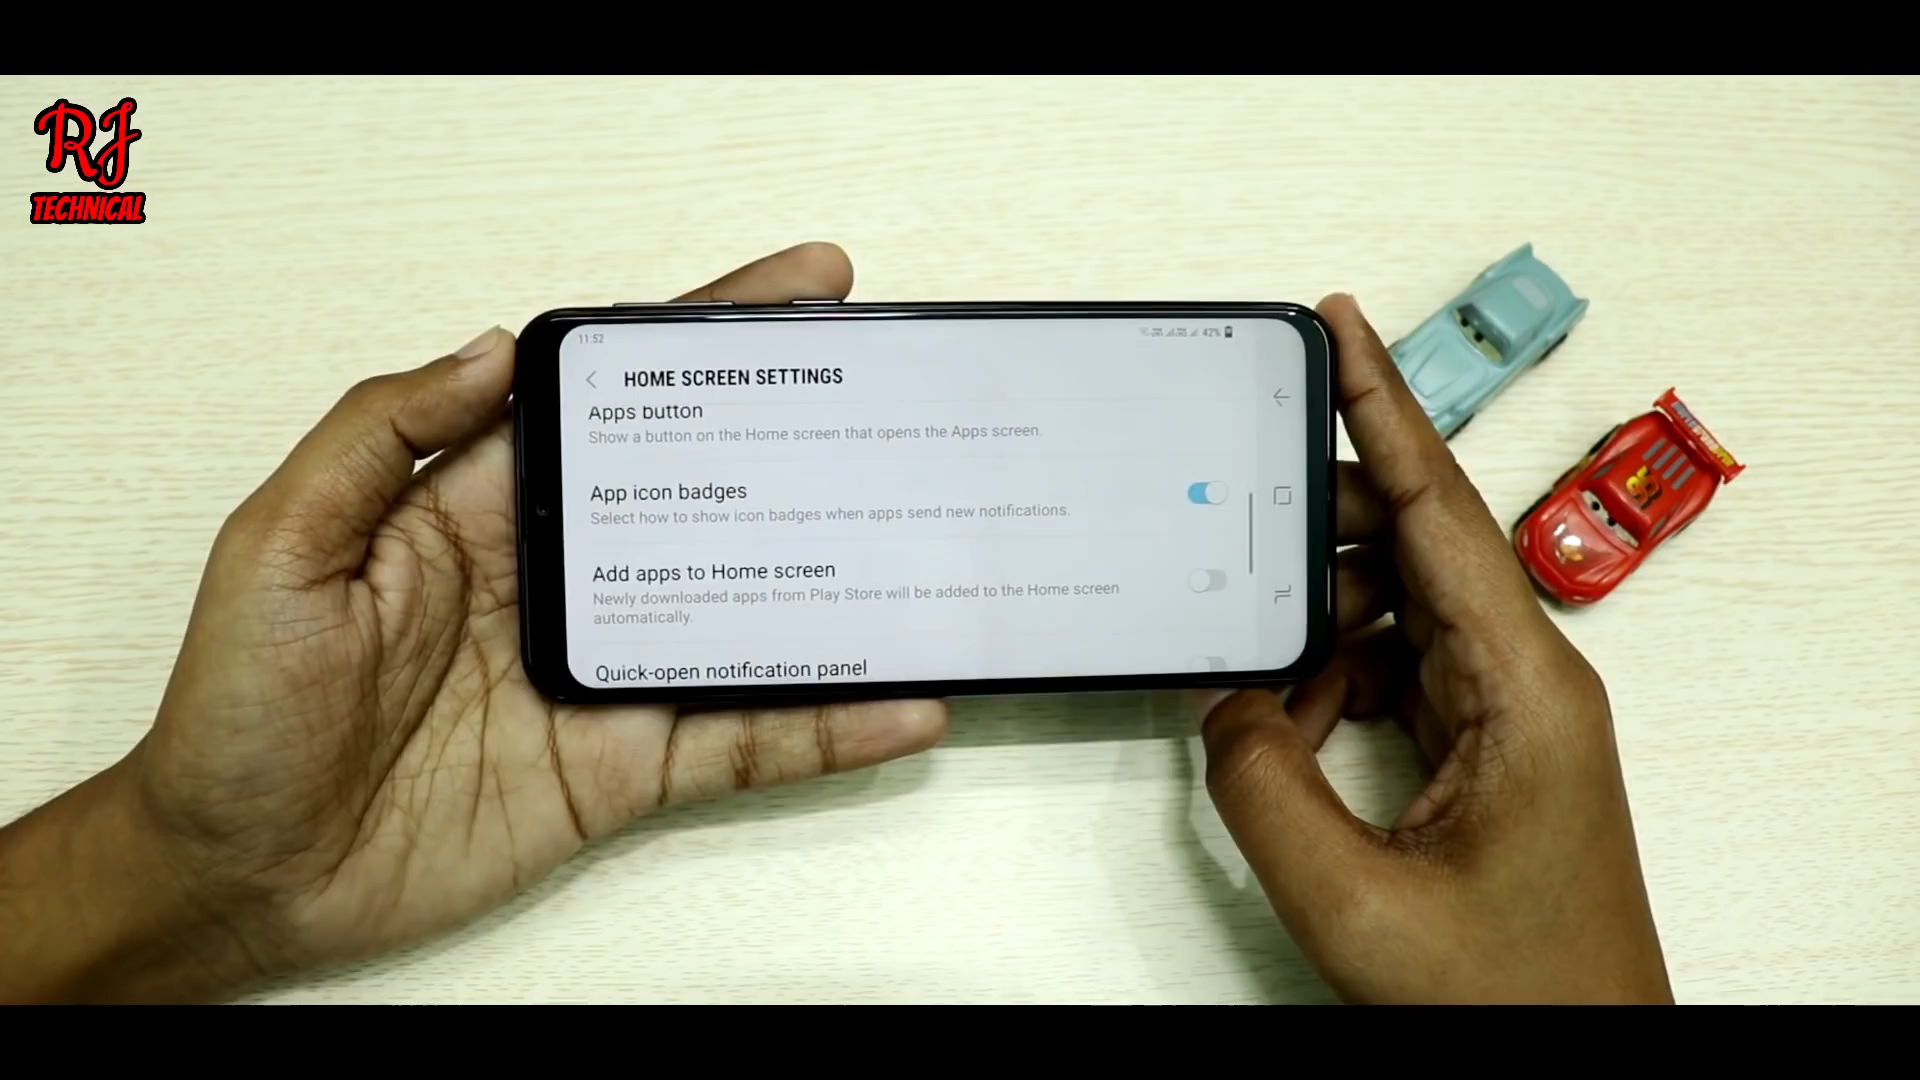 RJ
TECHNICAL
11:52
42%
HOME SCREEN SETTINGS
Apps button
Show a button on the Home screen that opens the Apps screen.
App icon badges
Select how to show icon badges when apps send new notifications.
Add apps to Home screen
Newly downloaded apps from Play Store will be added to the Home screen
automatically.
Quick-open notification panel
95